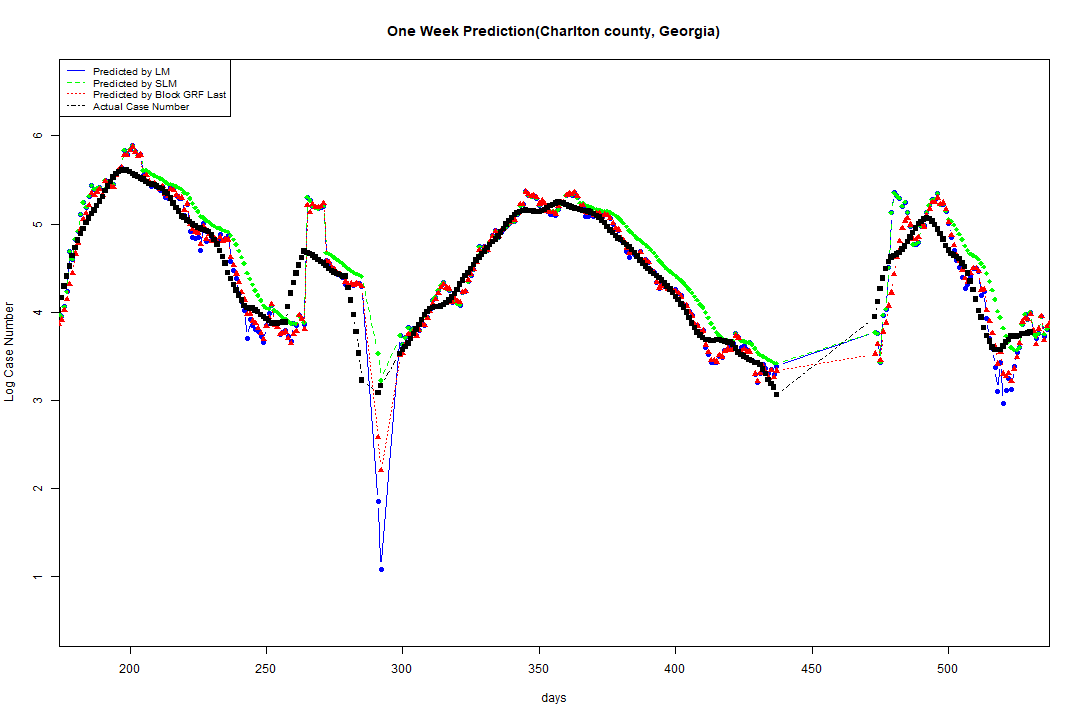 One Week Prediction(Charlton county, Georgia)
Predicted by LM
Predicted by SLM
Predicted by Block GRF Last
Actual Case Number
6
5
4
3
2
1
Log Case Number
200 250 300 350 400 450 500
days